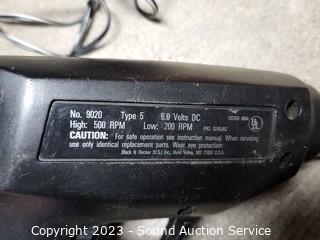 No. 9020 Type 5 6.0 Volts DC
High: 500 RPM Low: 200 RPM
LISTED
UL
CAUTION: For safe operation see instruction manual. When servicing
use only identical replacement parts. Wear eye protection.
Black & Decker (U.S.) Inc., Hunt Valley, MD 21030 U.S.A.
Copyright 2023 - Sound Auction Service